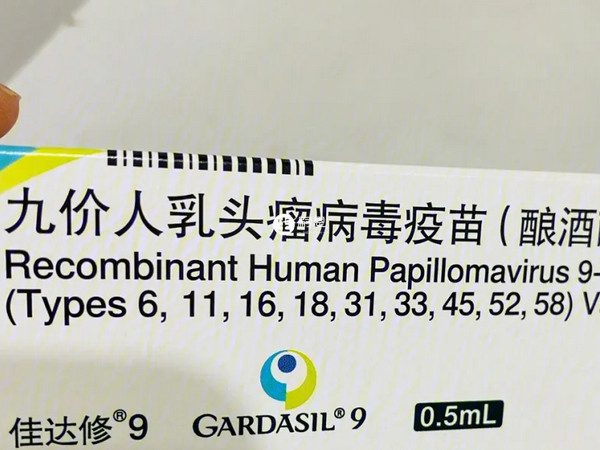 九价人乳头瘤病毒疫苗(酿酒
Recombinant Human Papillomavirus 9-
(Types 6, 11, 16, 18, 31, 33, 45, 52, 58) V
佳达修®9
GARDASIL®9
0.5mL